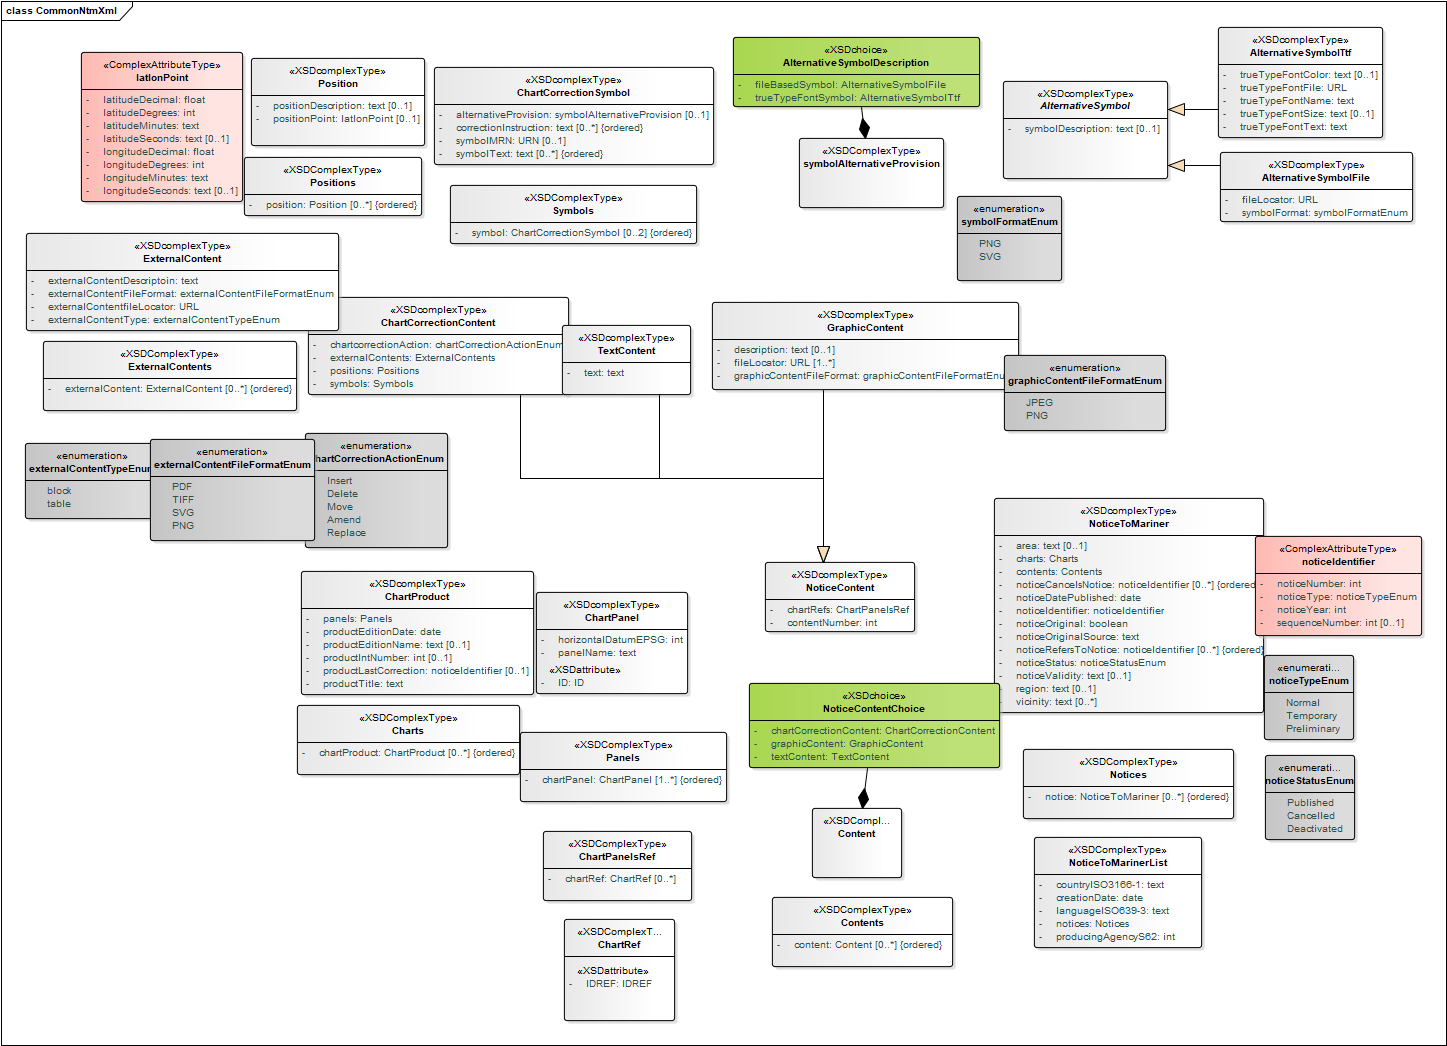 class CommonNtmXml
«ComplexAttributeType»
latlonPoint
- latitudeDecimal: float
- latitudeDegrees: int
- latitudeMinutes: text
- latitudeSeconds: text [0..1]
- longitudeDecimal: float
- longitudeDegrees: int
- longitudeMinutes: text
- longitudeSeconds: text [0..1]
«XSDcomplexType»
Position
- positionDescription: text [0..1]
- positionPoint: latlonPoint [0..1]
«XSDComplexType»
Positions
- position: Position [0..*] {ordered}
«XSDcomplexType»
ChartCorrectionSymbol
- alternativeProvision: symbolAlternativeProvision [0..1]
- correctionInstruction: text [0..*] {ordered}
- symbolMRN: URN [0..1]
- symbolText: text [0..*] {ordered}
«XSDComplexType»
Symbols
- symbol: ChartCorrectionSymbol [0..2] {ordered}
«XSDchoice»
AlternativeSymbolDescription
- fileBasedSymbol: AlternativeSymbolFile
- trueTypeFontSymbol: AlternativeSymbolTtf
«XSDComplexType»
symbolAlternativeProvision
«XSDcomplexType»
AlternativeSymbol
- symbolDescription: text [0..1]
«XSDcomplexType»
AlternativeSymbolTtf
- trueTypeFontColor: text [0..1]
- trueTypeFontFile: URL
- trueTypeFontName: text
- trueTypeFontSize: text [0..1]
- trueTypeFontText: text
«XSDcomplexType»
AlternativeSymbolFile
- fileLocator: URL
- symbolFormat: symbolFormatEnum
«enumeration»
symbolFormatEnum
PNG
SVG
«XSDcomplexType»
ExternalContent
- externalContentDescriptoin: text
- externalContentFileFormat: externalContentFileFormatEnum
- externalContentfileLocator: URL
- externalContentType: externalContentTypeEnum
«XSDComplexType»
ExternalContents
- externalContent: ExternalContent [0..*] {ordered}
«XSDcomplexType»
ChartCorrectionContent
- chartcorrectionAction: chartCorrectionActionEnum
- externalContents: ExternalContents
- positions: Positions
- symbols: Symbols
«XSDcomplexType»
TextContent
- text: text
«XSDcomplexType»
GraphicContent
- description: text [0..1]
- fileLocator: URL [1..*]
- graphicContentFileFormat: graphicContentFileFormatEnu
«enumeration»
graphicContentFileFormatEnum
JPEG
PNG
«enumeration»
externalContentTypeEnum
block
table
«enumeration»
externalContentFileFormatEnum
PDF
TIFF
SVG
PNG
«enumeration»
hartCorrectionActionEnum
Insert
Delete
Move
Amend
Replace
«XSDcomplexType»
NoticeContent
- chartRefs: ChartPanelsRef
- contentNumber: int
«XSDcomplexType»
NoticeToMariner
- area: text [0..1]
- charts: Charts
- contents: Contents
- noticeCancelsNotice: noticeIdentifier [0..*] {ordered
- noticeDatePublished: date
- noticeIdentifier: noticeIdentifier
- noticeOriginal: boolean
- noticeOriginalSource: text
- noticeRefersToNotice: noticeIdentifier [0..*] {ordered}
- noticeStatus: noticeStatusEnum
- noticeValidity: text [0..1]
- region: text [0..1]
- vicinity: text [0..*]
«ComplexAttributeType»
noticeIdentifier
- noticeNumber: int
- noticeType: noticeTypeEnum
- noticeYear: int
- sequenceNumber: int [0..1]
«enumerati...
noticeTypeEnum
Normal
Temporary
Preliminary
«enumerati...
noticeStatusEnum
Published
Cancelled
Deactivated
«XSDcomplexType»
ChartProduct
- panels: Panels
- productEditionDate: date
- productEditionName: text [0..1]
- productIntNumber: int [0..1]
- productLastCorrection: noticeIdentifier [0..1]
- productTitle: text
«XSDcomplexType»
ChartPanel
- horizontalDatumEPSG: int
- panelName: text
«XSDattribute»
- ID: ID
«XSDComplexType»
Charts
- chartProduct: ChartProduct [0..*] {ordered}
«XSDComplexType»
Panels
- chartPanel: ChartPanel [1..*] {ordered}
«XSDchoice»
NoticeContentChoice
- chartCorrectionContent: ChartCorrectionContent
- graphicContent: GraphicContent
- textContent: TextContent
«XSDCompl...
Content
«XSDComplexType»
Notices
- notice: NoticeToMariner [0..*] {ordered}
«XSDComplexType»
NoticeToMarinerList
- countryISO3166-1: text
- creationDate: date
- languageISO639-3: text
- notices: Notices
- producingAgencyS62: int
«XSDComplexType»
ChartPanelsRef
- chartRef: ChartRef [0..*]
«XSDComplexT...
ChartRef
«XSDattribute»
- IDREF: IDREF
«XSDComplexType»
Contents
- content: Content [0..*] {ordered}